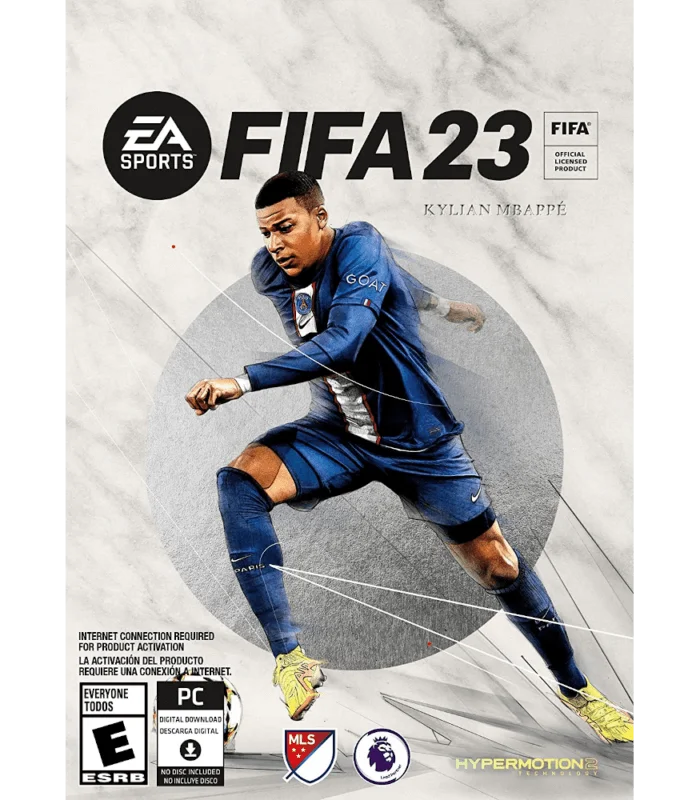 EA
SPORTS™
FIFA 23
FIFA®
OFFICIAL
LICENSED
PRODUCT
KYLIAN MBAPPÉ
GOAT
PARIS
INTERNET CONNECTION REQUIRED
FOR PRODUCT ACTIVATION
LA ACTIVACIÓN DEL PRODUCTO
REQUIERE UNA CONEXIÓN A INTERNET.
EVERYONE
TODOS
E
ESRB
PC
DIGITAL DOWNLOAD
DESCARGA DIGITAL
NO DISC INCLUDED
NO INCLUYE DISCO
MLS
HYPERMOTION2
TECHNOLOGY